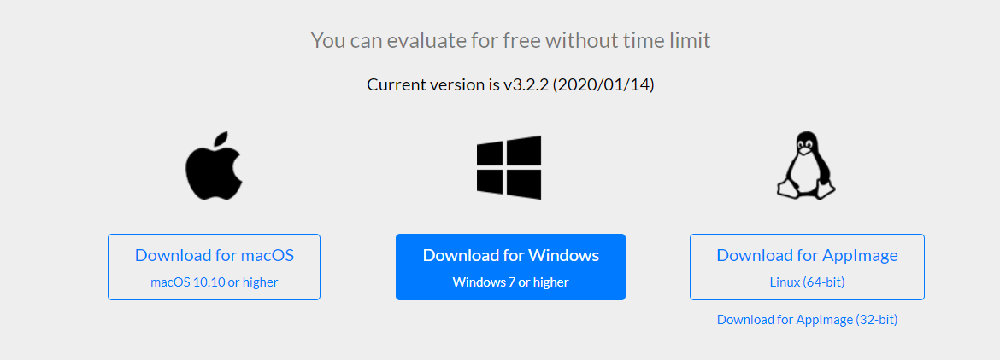 You can evaluate for free without time limit
Current version is v3.2.2 (2020/01/14)
Download for macOS
macOS 10.10 or higher
Download for Windows
Windows 7 or higher
Download for AppImage
Linux (64-bit)
Download for AppImage (32-bit)